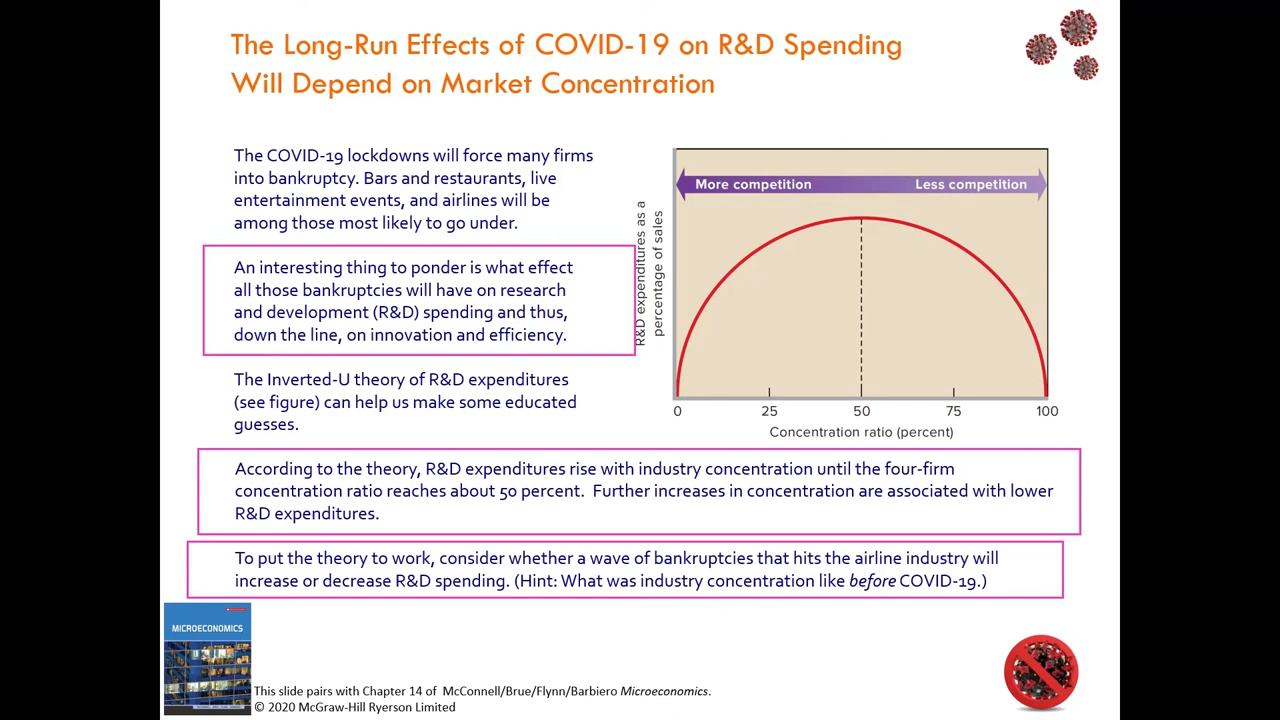 The Long-Run Effects of COVID-19 on R&D Spending
Will Depend on Market Concentration
The COVID-19 lockdowns will force many firms
into bankruptcy. Bars and restaurants, live
entertainment events, and airlines will be
among those most likely to go under.
An interesting thing to ponder is what effect
all those bankruptcies will have on research
and development (R&D) spending and thus,
down the line, on innovation and efficiency.
The Inverted-U theory of R&D expenditures
(see figure) can help us make some educated
guesses.
More competition
Less competition
R&D expenditures as a
percentage of sales
0 25 50 75 100
Concentration ratio (percent)
According to the theory, R&D expenditures rise with industry concentration until the four-firm
concentration ratio reaches about 50 percent. Further increases in concentration are associated with lower
R&D expenditures.
To put the theory to work, consider whether a wave of bankruptcies that hits the airline industry will
increase or decrease R&D spending. (Hint: What was industry concentration like before COVID-19.)
MICROECONOMICS
This slide pairs with Chapter 14 of McConnell/Brue/Flynn/Barbiero Microeconomics.
© 2020 McGraw-Hill Ryerson Limited